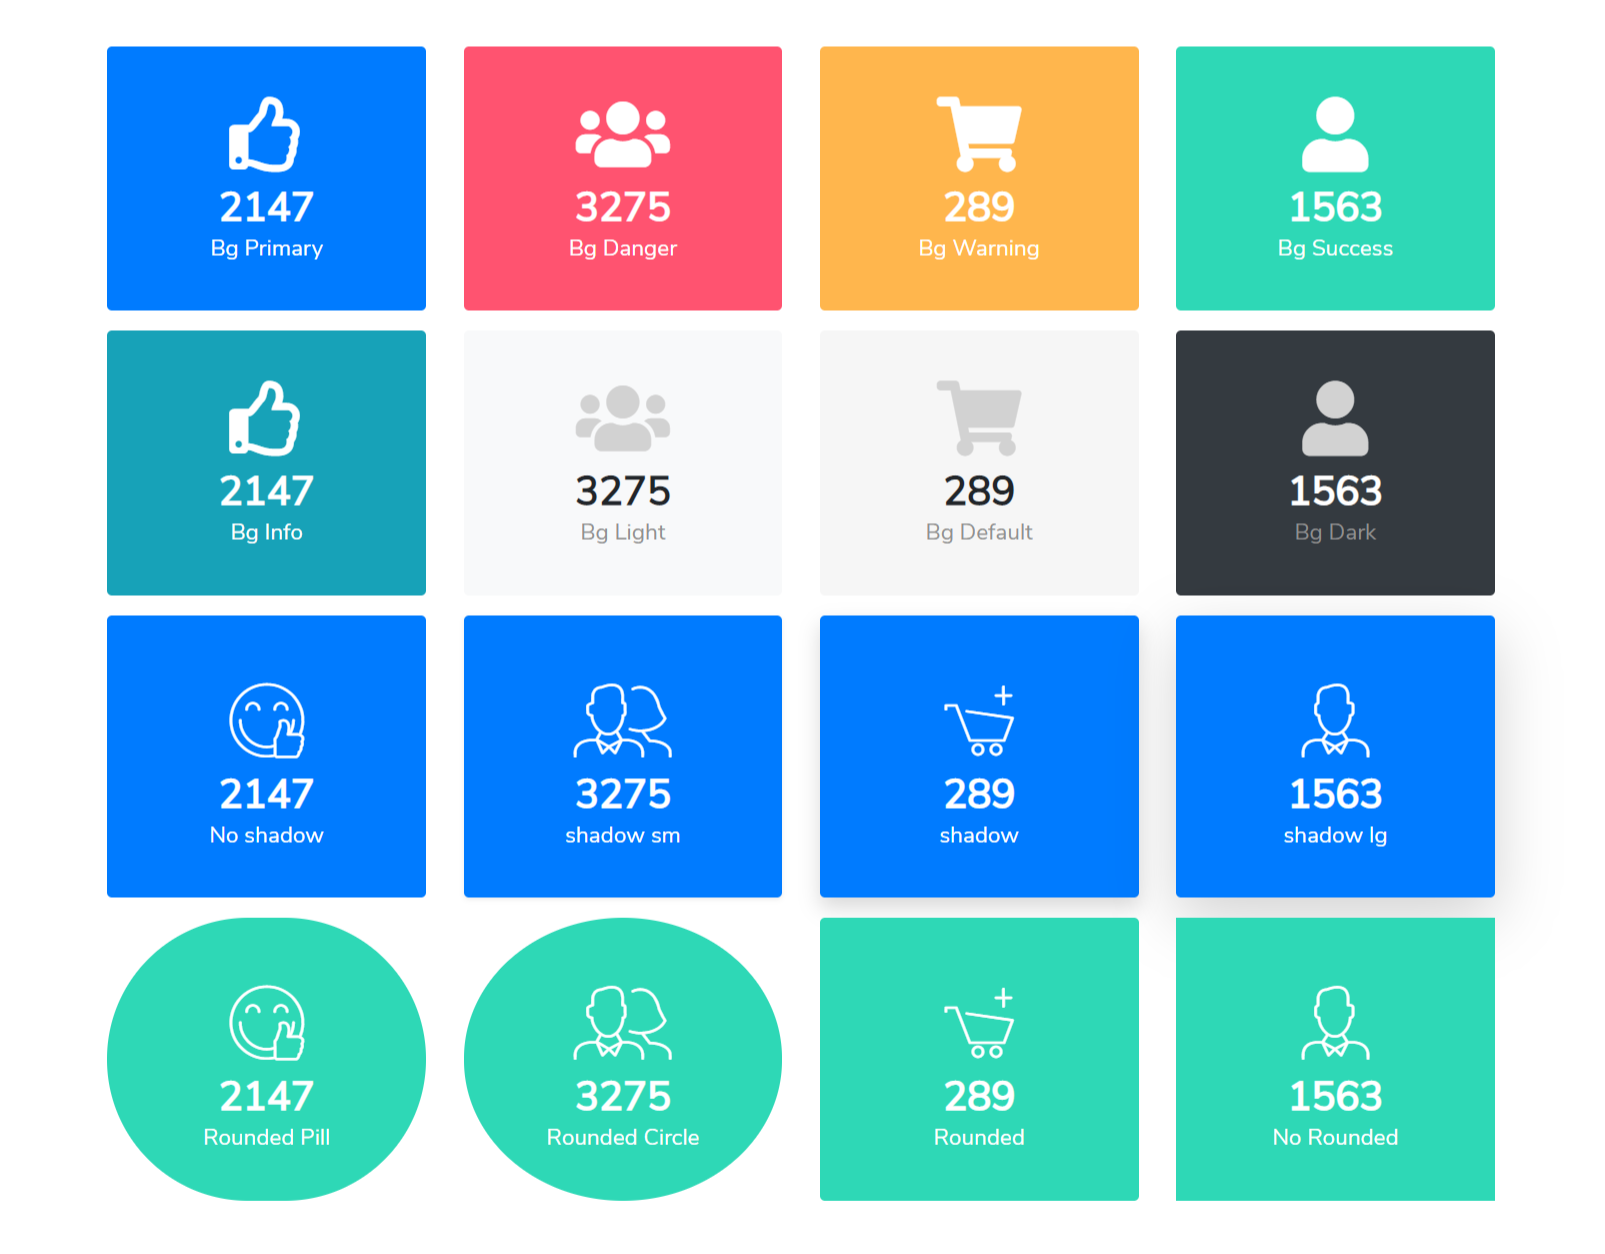 2147
Bg Primary
3275
Bg Danger
289
Bg Warning
1563
Bg Success
2147
Bg Info
3275
Bg Light
289
Bg Default
1563
Bg Dark
2147
No shadow
3275
shadow sm
289
shadow
1563
shadow lg
2147
Rounded Pill
3275
Rounded Circle
289
Rounded
1563
No Rounded